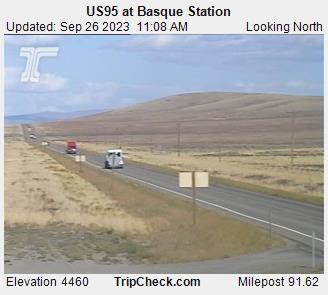 US95 at Basque Station
Updated: Sep 26 2023 11:08 AM Looking North
Elevation 4460 TripCheck.com Milepost 91.62